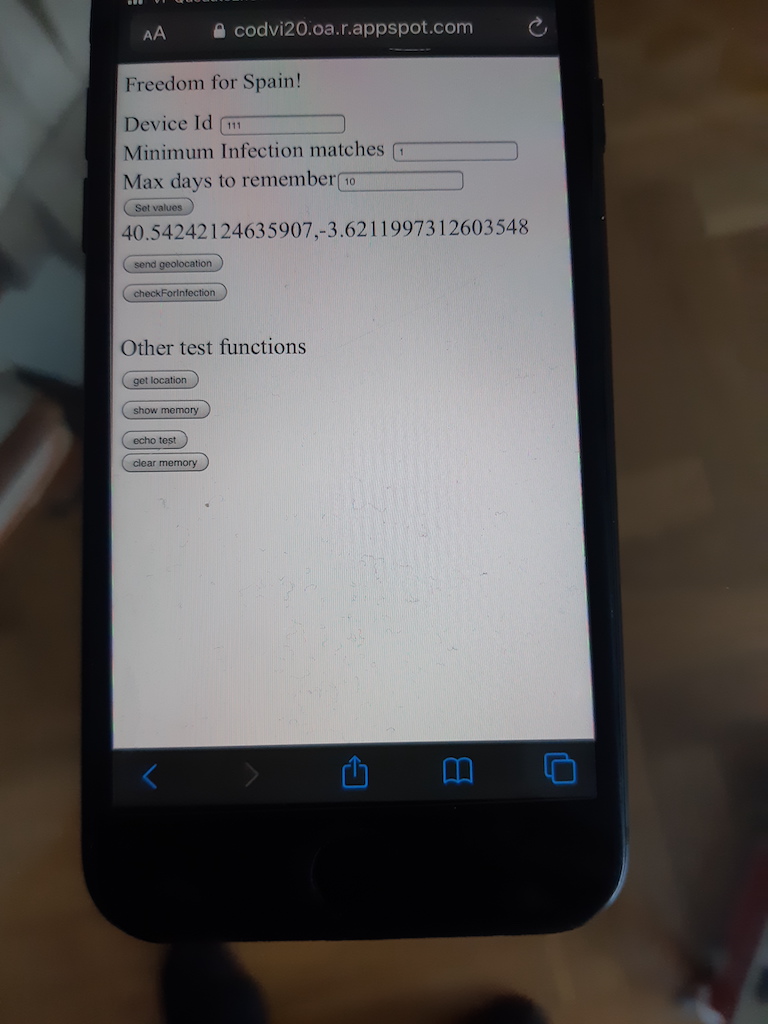 AA codvi20.oa.r.appspot.com
Freedom for Spain!
Device Id 111
Minimum Infection matches 1
Max days to remember 10
Set values
40.54242124635907,-3.6211997312603548
send geolocation
checkForInfection
Other test functions
get location
show memory
echo test
clear memory